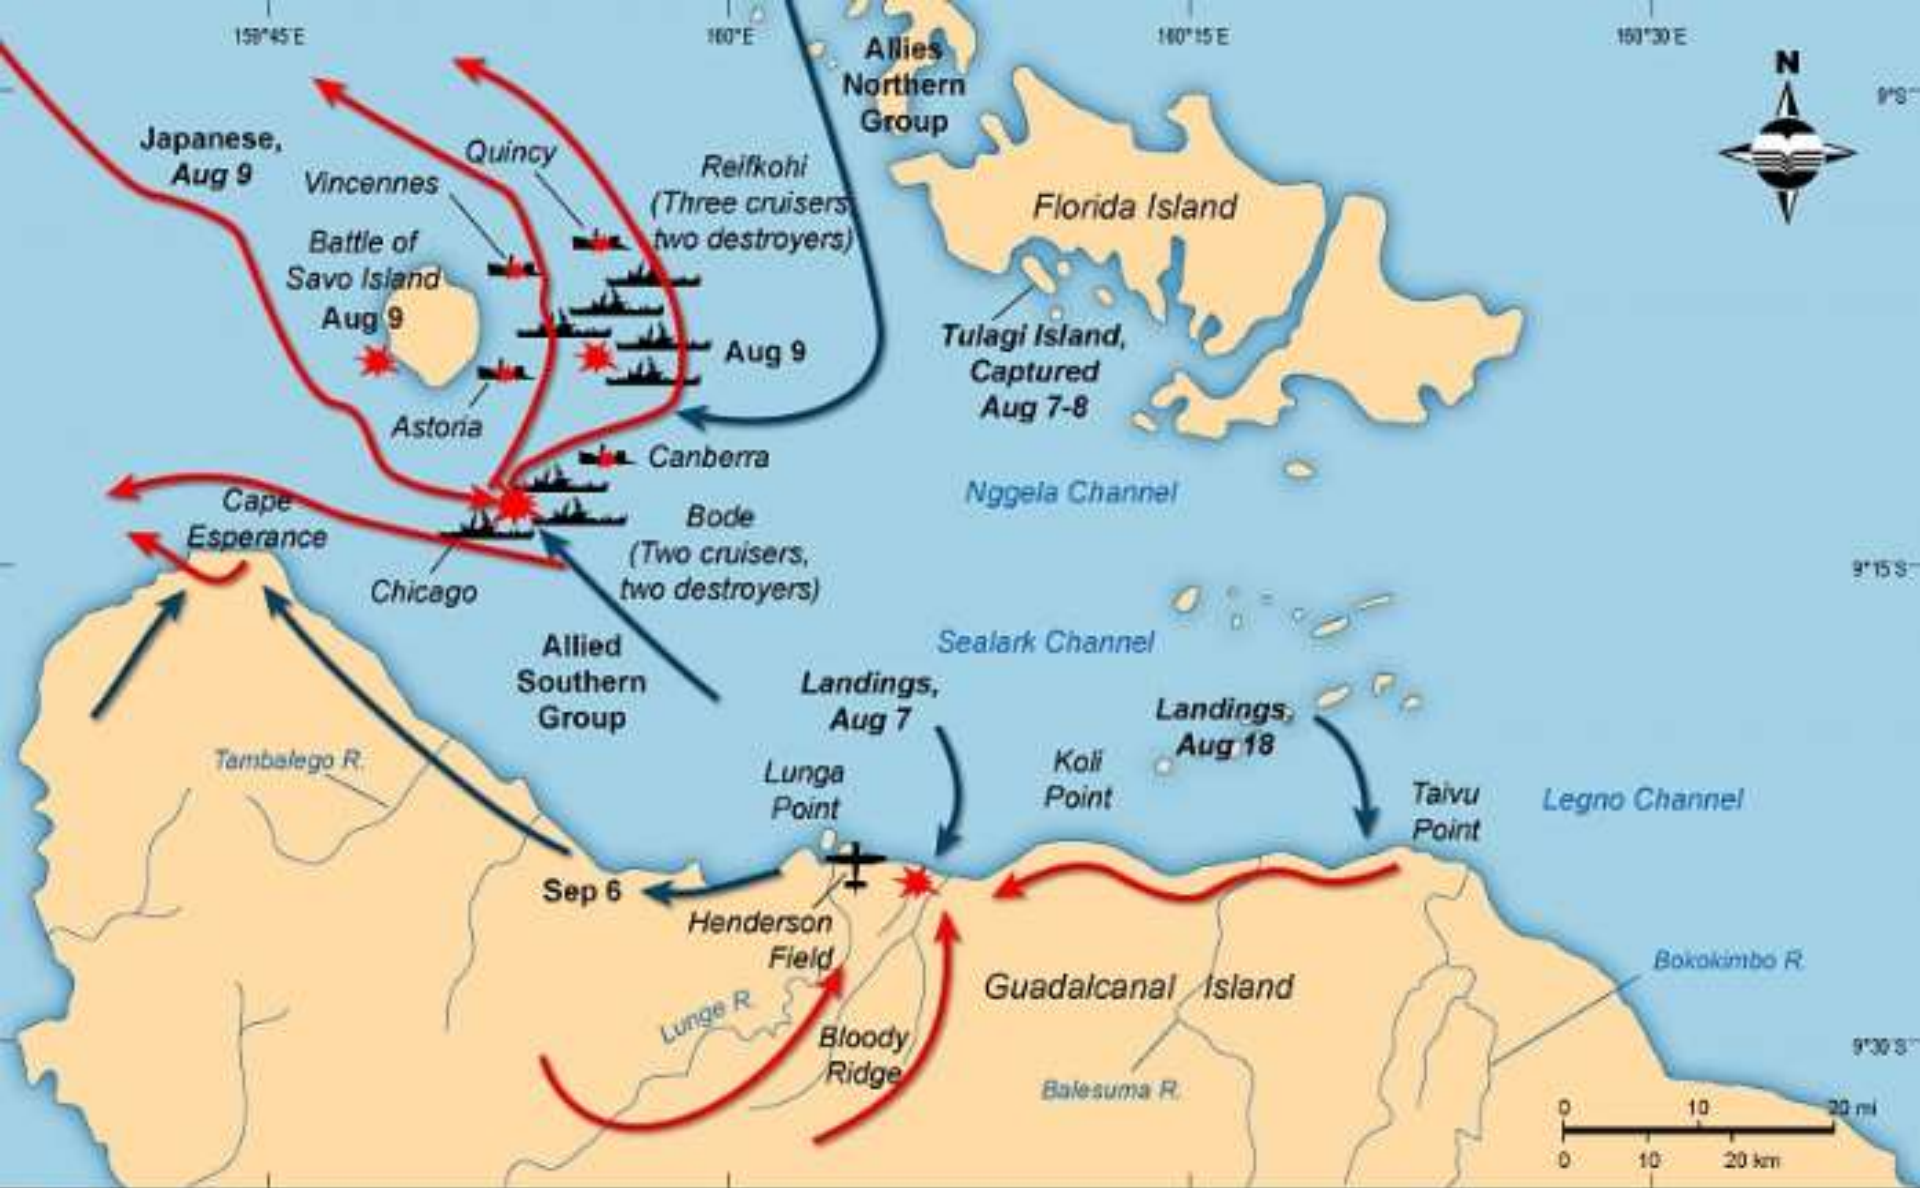 159°45'E
160°E
160°15'E
160°30'E
N
9°S
Allies
Northern
Group
Japanese,
Aug 9
Quincy
Vincennes
Reifkohi
(Three cruisers
two destroyers)
Florida Island
Battle of
Savo Island
Aug 9
Aug 9
Tulagi Island,
Captured
Aug 7-8
Astoria
Canberra
Nggela Channel
Cape
Esperance
Bode
(Two cruisers,
two destroyers)
Chicago
9°15'S
Allied
Southern
Group
Sealark Channel
Landings,
Aug 7
Landings,
Aug 18
Tambalego R.
Lunga
Point
Koli
Point
Taivu
Point
Legno Channel
Sep 6
Henderson
Field
Guadalcanal Island
Bokokimbo R.
Lunge R.
Bloody
Ridge
Balesuma R.
9°30'S
0 10 20 mi
0 10 20 km